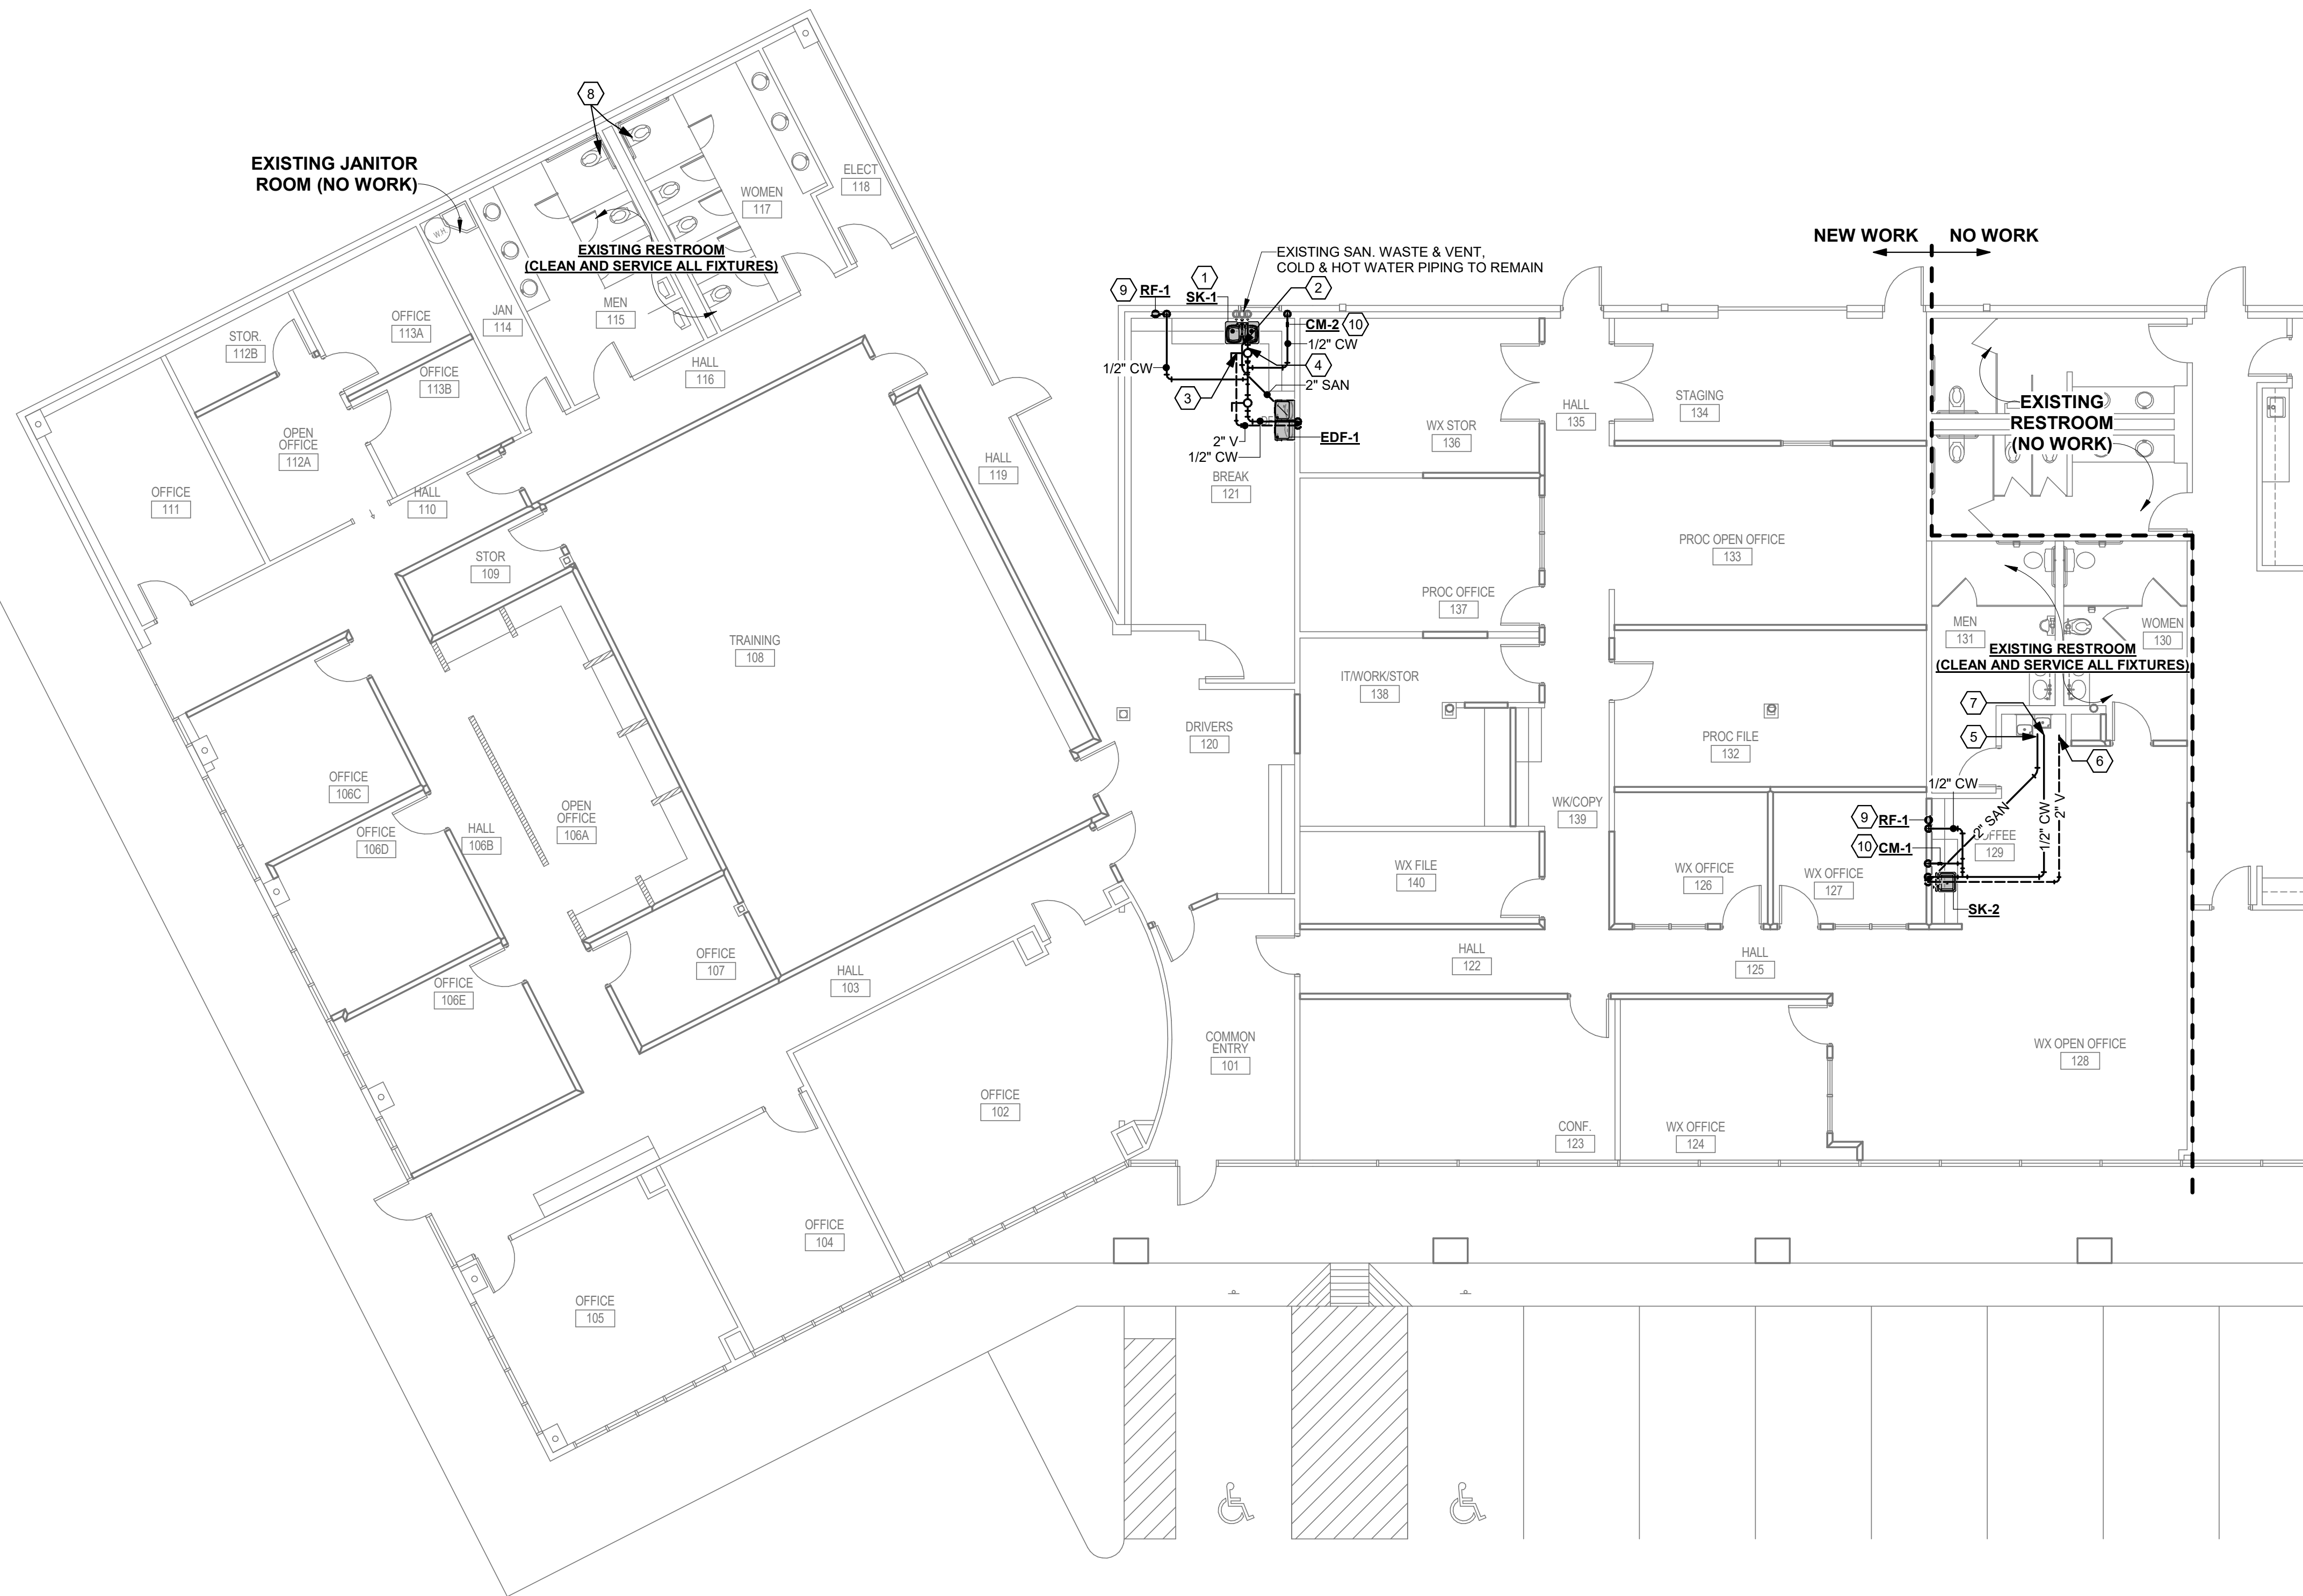 8
EXISTING JANITOR
ROOM (NO WORK)
W.H.
ELECT
118
WOMEN
117
EXISTING RESTROOM
(CLEAN AND SERVICE ALL FIXTURES)
MEN
115
JAN
114
OFFICE
113A
STOR.
112B
OFFICE
113B
HALL
116
OPEN
OFFICE
112A
OFFICE
111
HALL
110
HALL
119
STOR
109
TRAINING
108
OFFICE
106C
OFFICE
106D
HALL
106B
OPEN
OFFICE
106A
OFFICE
106E
OFFICE
107
HALL
103
OFFICE
102
OFFICE
104
OFFICE
105
EXISTING SAN. WASTE & VENT,
COLD & HOT WATER PIPING TO REMAIN
9
RF-1
1
SK-1
2
CM-2
10
1/2" CW
4
1/2" CW
2" SAN
3
2" V
EDF-1
1/2" CW
BREAK
121
DRIVERS
120
COMMON
ENTRY
101
WX STOR
136
HALL
135
STAGING
134
PROC OFFICE
137
PROC OPEN OFFICE
133
IT/WORK/STOR
138
PROC FILE
132
WK/COPY
139
WX FILE
140
WX OFFICE
126
WX OFFICE
127
HALL
122
HALL
125
CONF.
123
WX OFFICE
124
WX OPEN OFFICE
128
NEW WORK
NO WORK
EXISTING
RESTROOM
(NO WORK)
MEN
131
WOMEN
130
EXISTING RESTROOM
(CLEAN AND SERVICE ALL FIXTURES)
7
5
6
1/2" CW
2" SAN
1/2" CW
2" V
9
RF-1
10
CM-1
129
SK-2